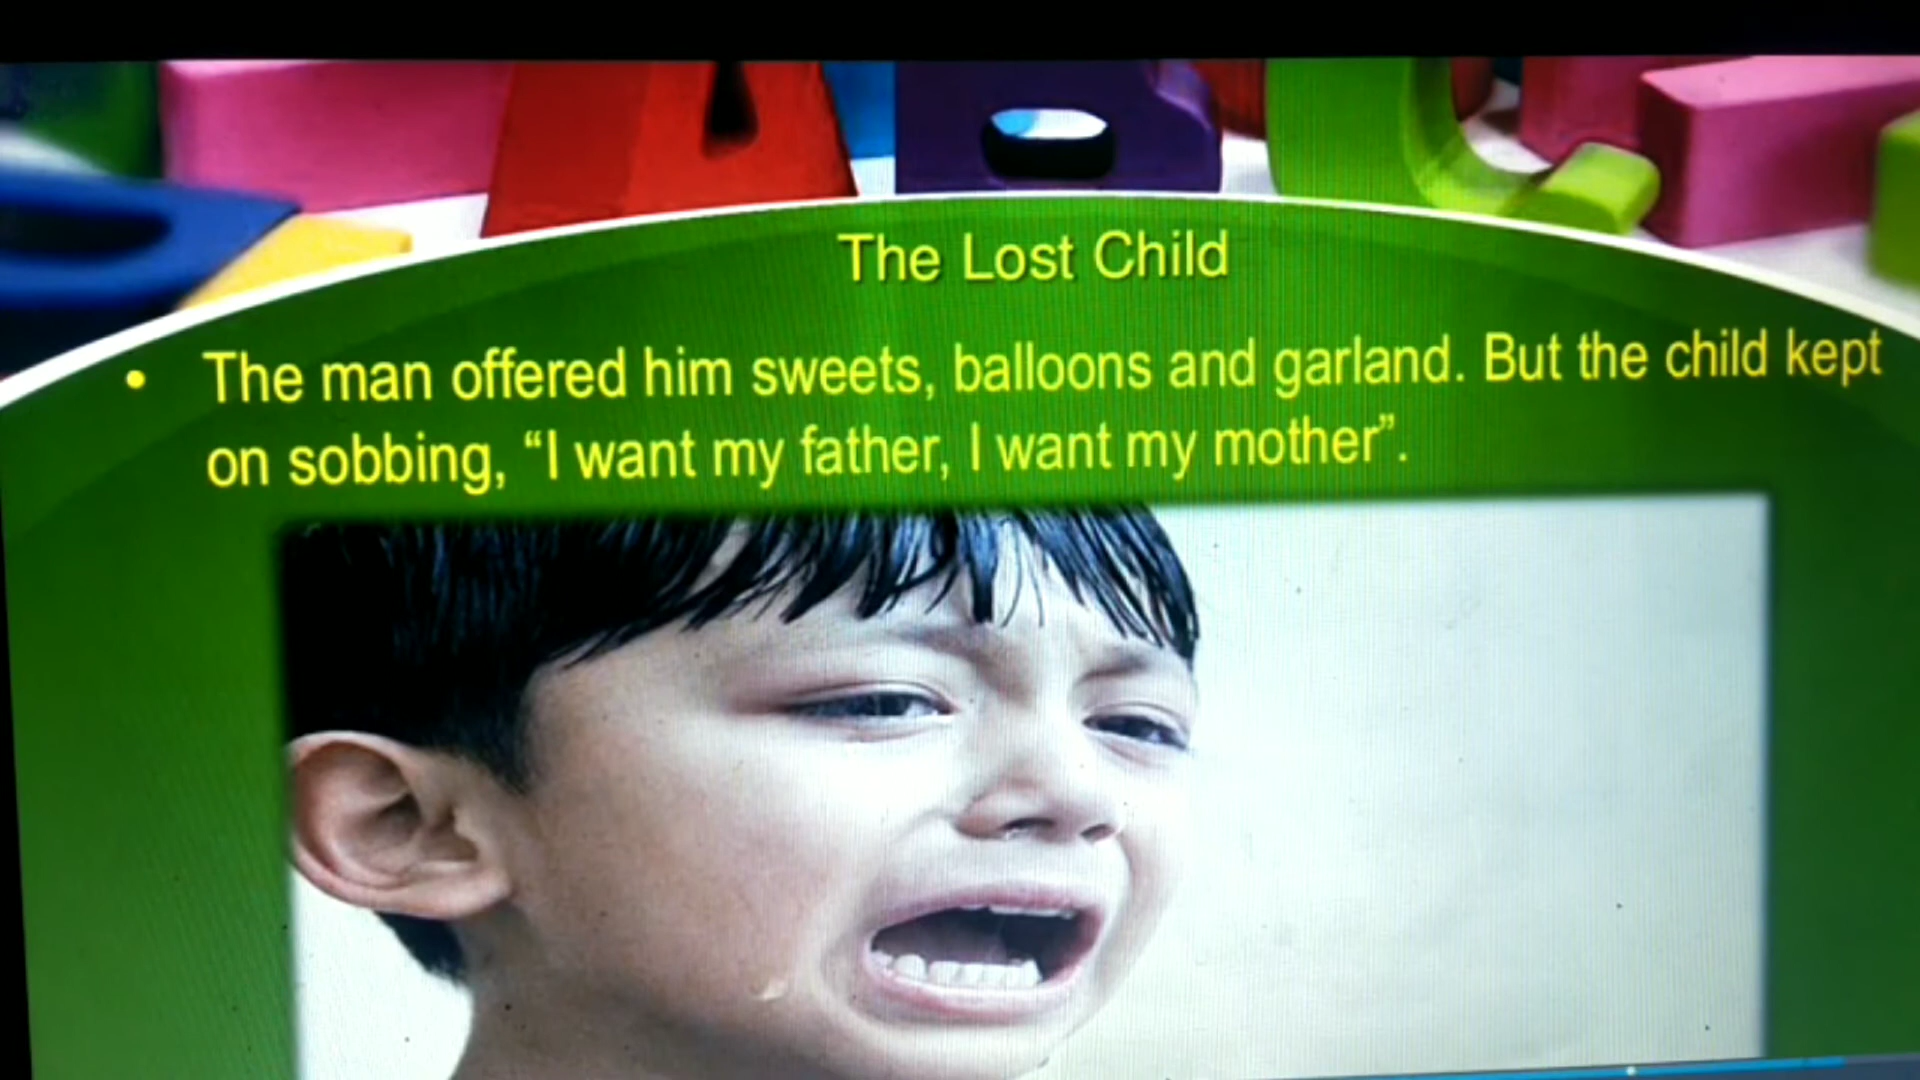 The Lost Child
• The man offered him sweets, balloons and garland. But the child kept
on sobbing, “I want my father, I want my mother”.